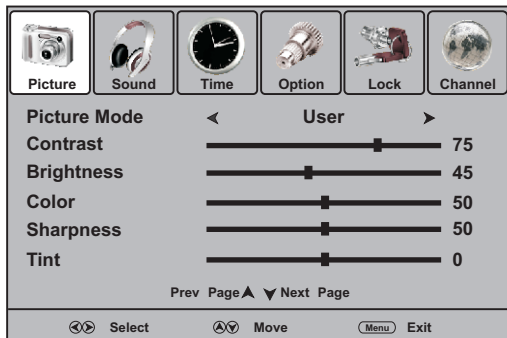 Picture Sound Time Option Lock Channel
Picture Mode User
Contrast 75
Brightness 45
Color 50
Sharpness 50
Tint 0
Prev Page Next Page
Select Move Menu Exit